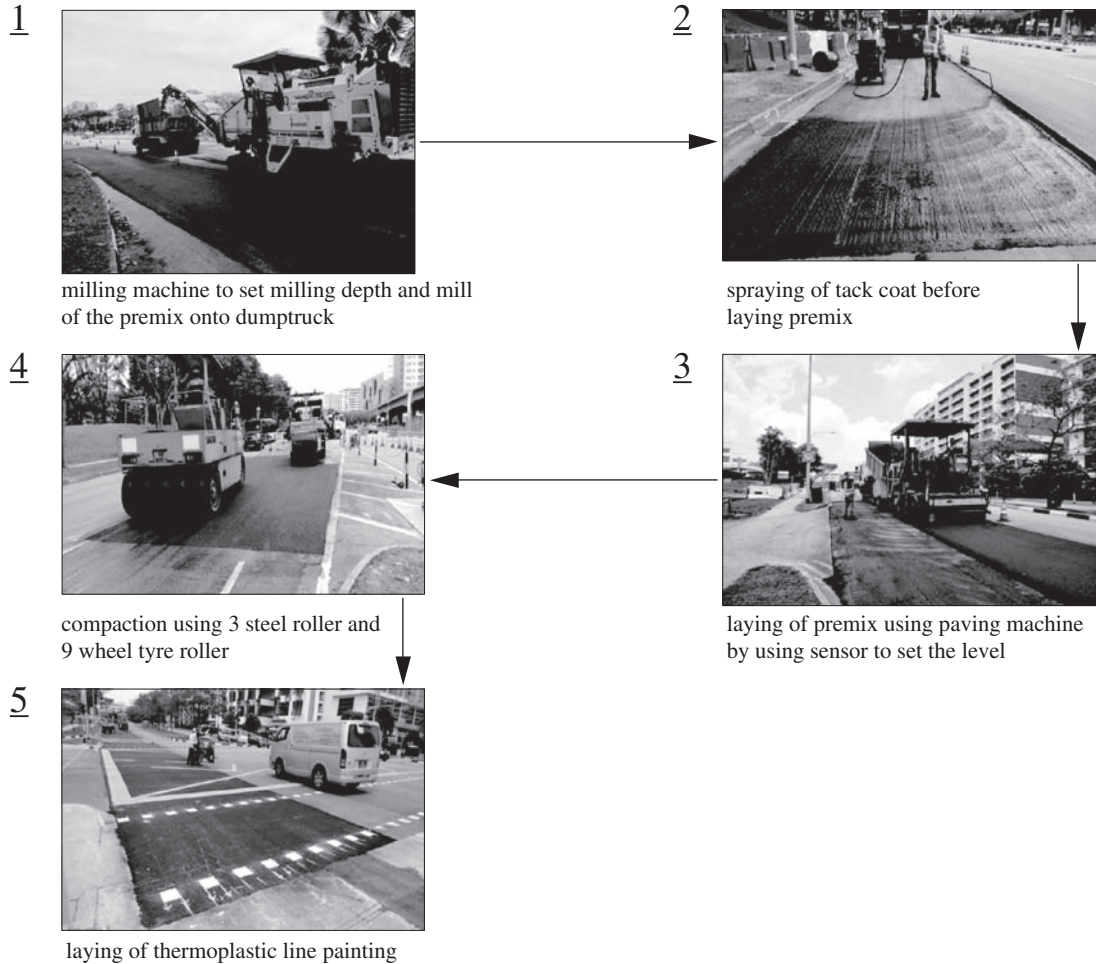 1
milling machine to set milling depth and mill
of the premix onto dumptruck
2
spraying of tack coat before
laying premix
3
laying of premix using paving machine
by using sensor to set the level
4
compaction using 3 steel roller and
9 wheel tyre roller
5
laying of thermoplastic line painting